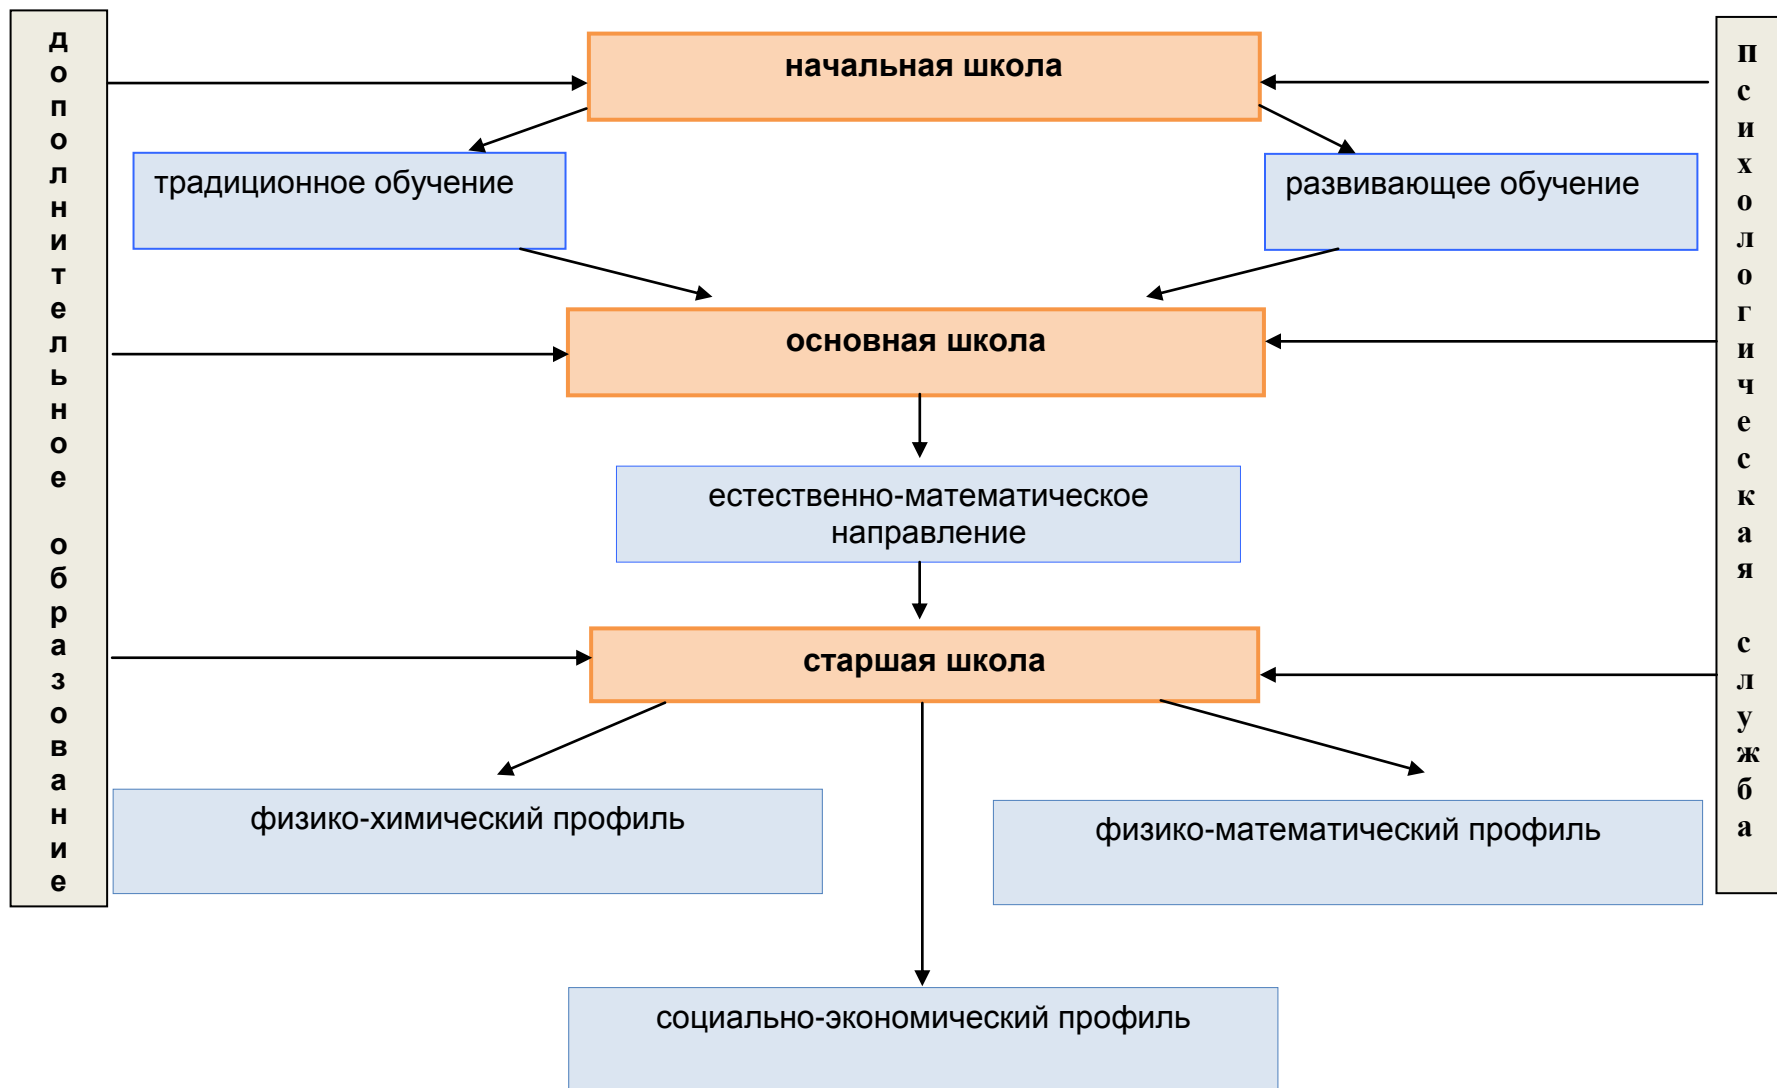 дополнительное образование
начальная школа
психологическая служба
традиционное обучение
развивающее обучение
основная школа
естественно-математическое
направление
старшая школа
физико-химический профиль
физико-математический профиль
социально-экономический профиль